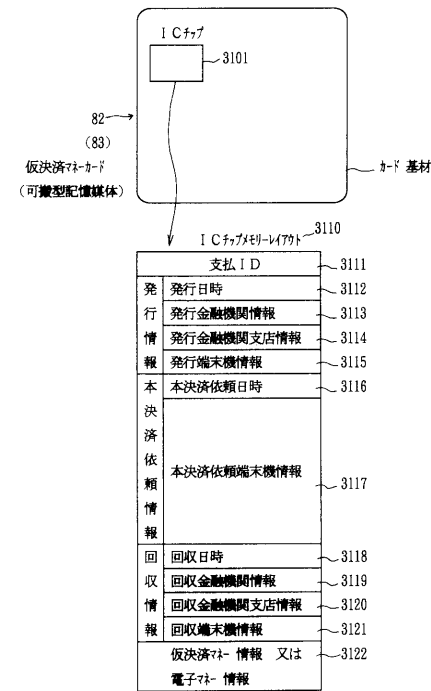 ICチップ
3101
82
(83)
仮決済マネーカード
(可搬型記憶媒体)
カード 基材
ICチップメモリーレイアウト
3110
支払ID
3111
発行情報
発行日時
3112
発行金融機関情報
3113
発行金融機関支店情報
3114
発行端末機情報
3115
本決済依頼情報
本決済依頼日時
3116
本決済依頼端末機情報
3117
回収情報
回収日時
3118
回収金融機関情報
3119
回収金融機関支店情報
3120
回収端末機情報
3121
仮決済マネー 情報 又は
3122
電子マネー 情報